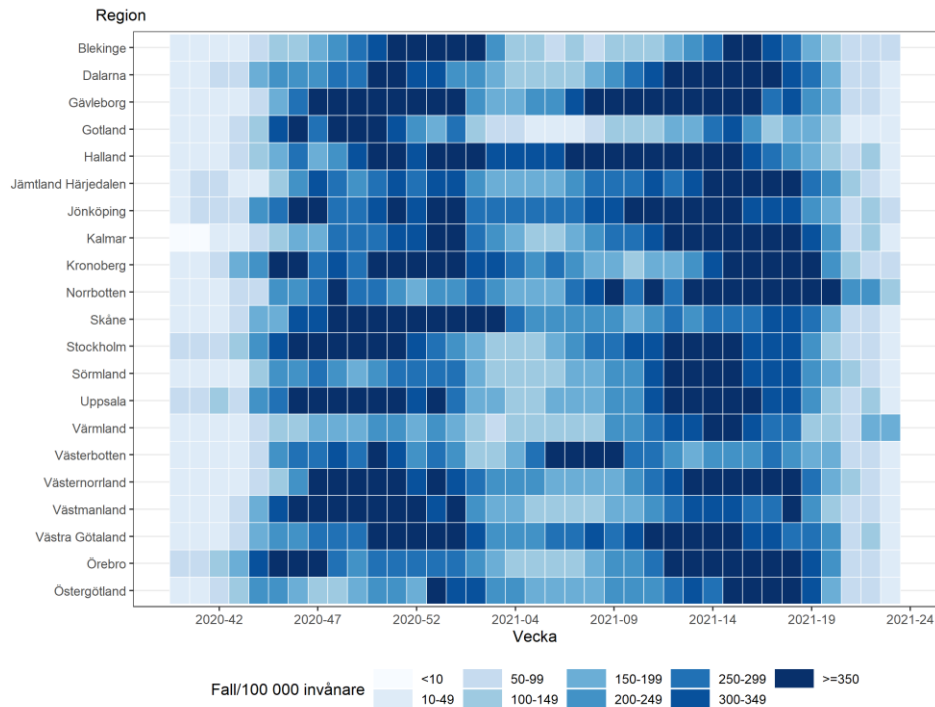 Region
Blekinge
Dalarna
Gävleborg
Gotland
Halland
Jämtland Härjedalen
Jönköping
Kalmar
Kronoberg
Norrbotten
Skåne
Stockholm
Sörmland
Uppsala
Värmland
Västerbotten
Västernorrland
Västmanland
Västra Götaland
Örebro
Östergötland
2020-42 2020-47 2020-52 2021-04 2021-09 2021-14 2021-19 2021-24
Vecka
Fall/100 000 invånare
<10 50-99 150-199 250-299 >=350
10-49 100-149 200-249 300-349